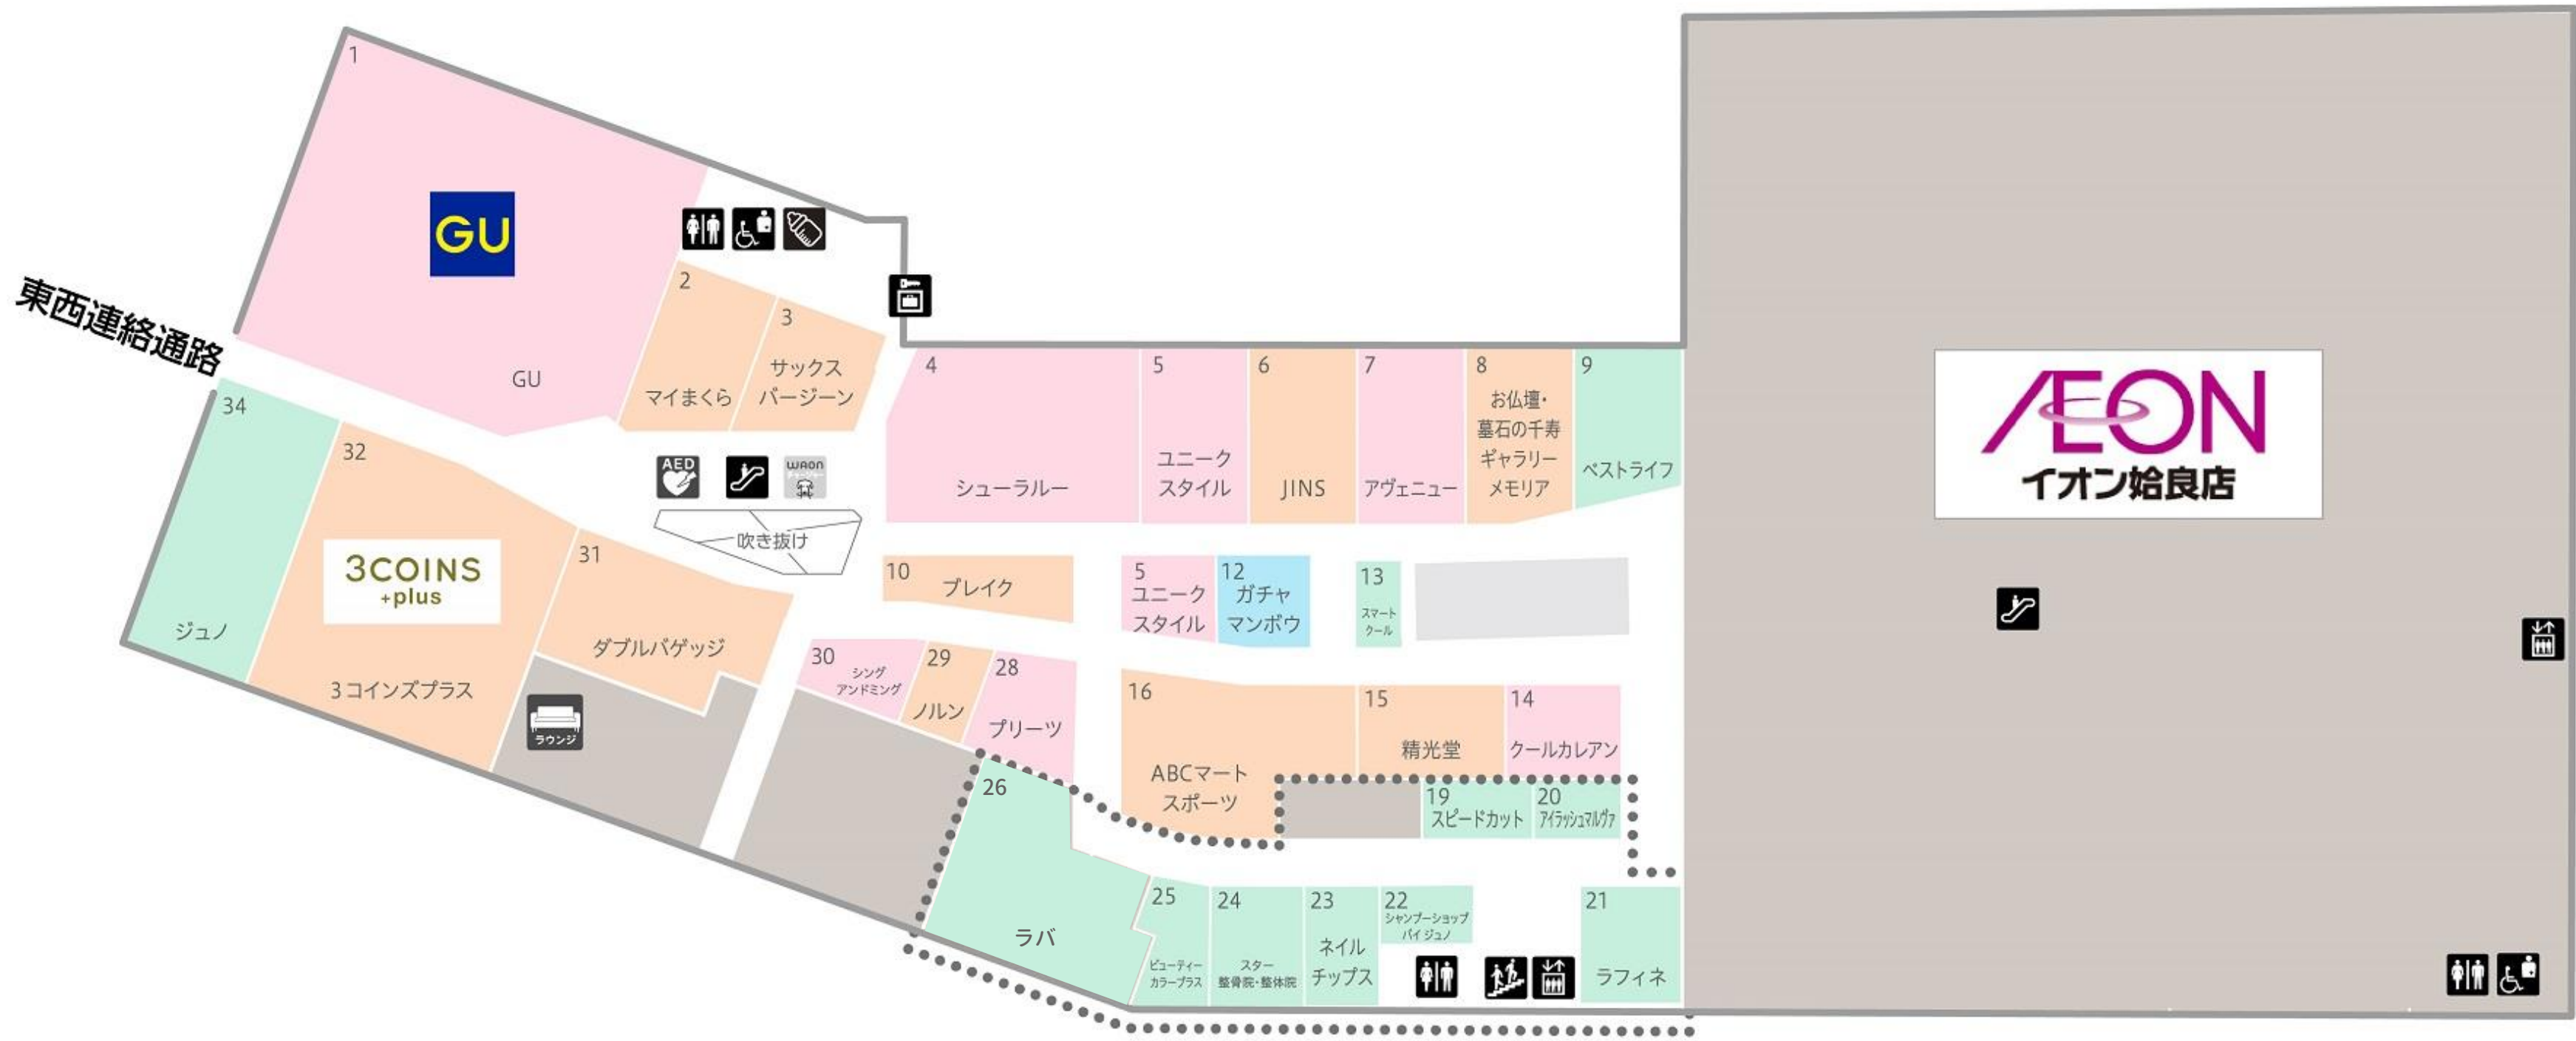 1
GU
GU
東西連絡通路
2
マイまくら
3
サックス
バージーン
4
シューラルー
5
ユニーク
スタイル
6
JINS
7
アヴェニュー
8
お仏壇・
墓石の千寿
ギャラリー
メモリア
9
ベストライフ
ÆON
イオン姶良店
34
ジュノ
32
3COINS
+plus
3コインズプラス
31
ダブルバゲッジ
AED
WAON
吹き抜け
10
ブレイク
5
ユニーク
スタイル
12
ガチャ
マンボウ
13
スマート
クール
30
シング
アンドミング
29
ノルン
28
プリーツ
16
ABCマート
スポーツ
15
精光堂
14
クールカレアン
ラウンジ
26
ラバ
19
スピードカット
20
アイラッシュマルヴァ
25
ビューティー
カラープラス
24
スター
整骨院・整体院
23
ネイル
チップス
22
シャンプーショップ
バイ ジュノ
21
ラフィネ